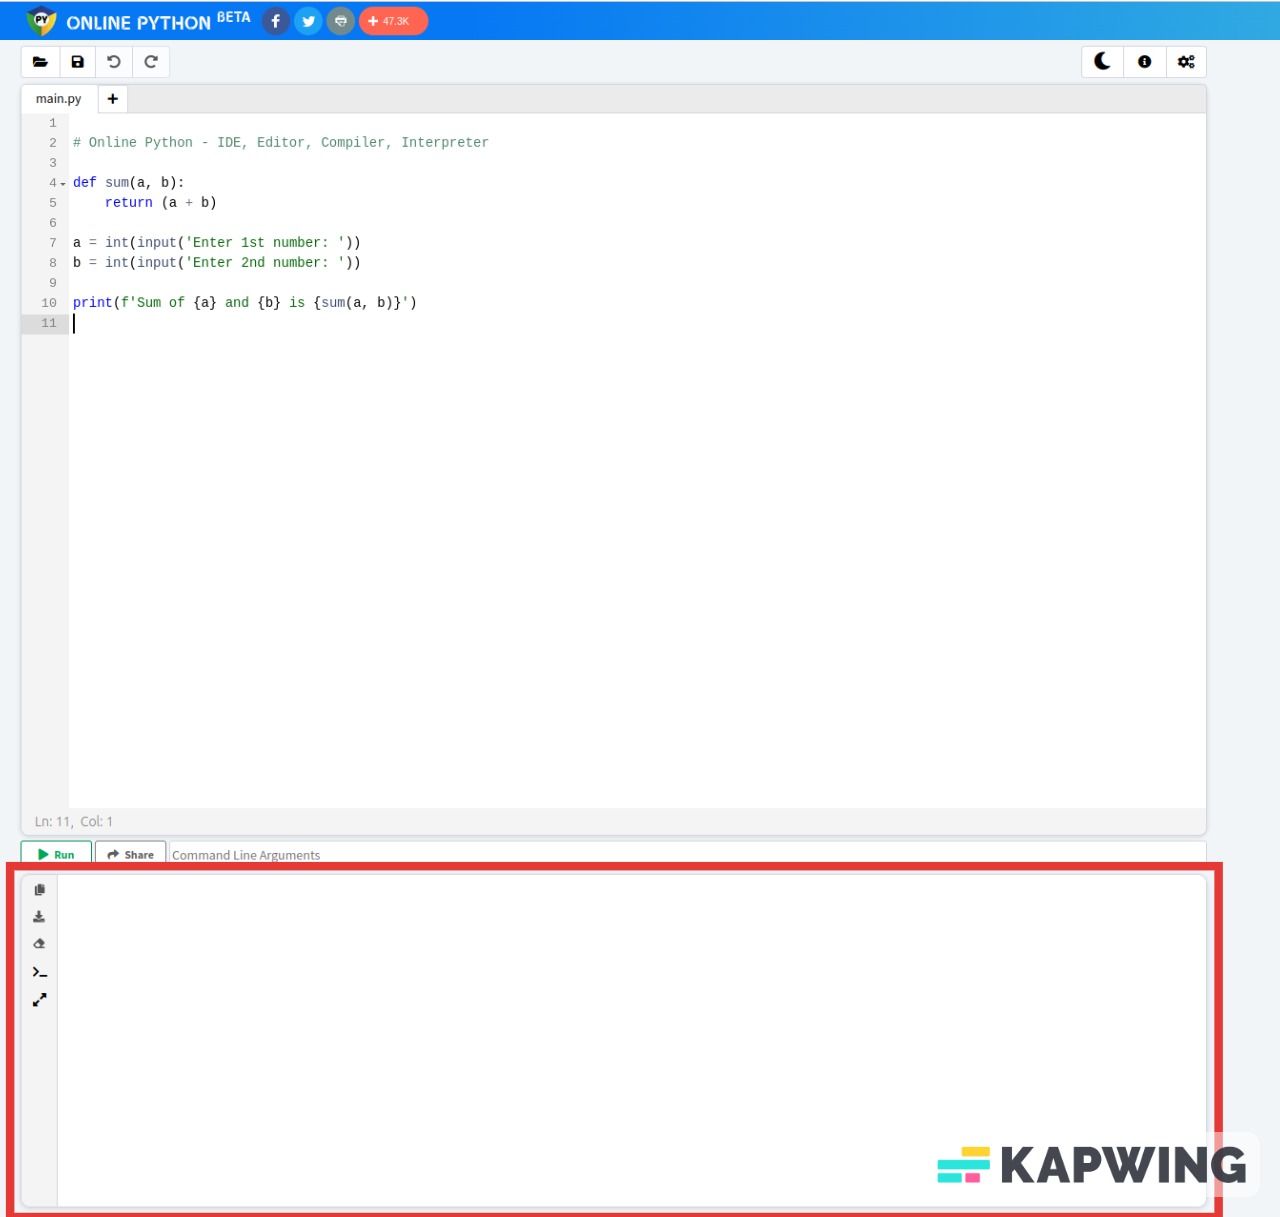 PY ONLINE PYTHON BETA 47.3K
main.py
1
2 # Online Python - IDE, Editor, Compiler, Interpreter
3
4 def sum(a, b):
5 return (a + b)
6
7 a = int(input('Enter 1st number: '))
8 b = int(input('Enter 2nd number: '))
9
10 print(f'Sum of {a} and {b} is {sum(a, b)}')
11
Ln: 11, Col: 1
Run Share Command Line Arguments
KAPWING